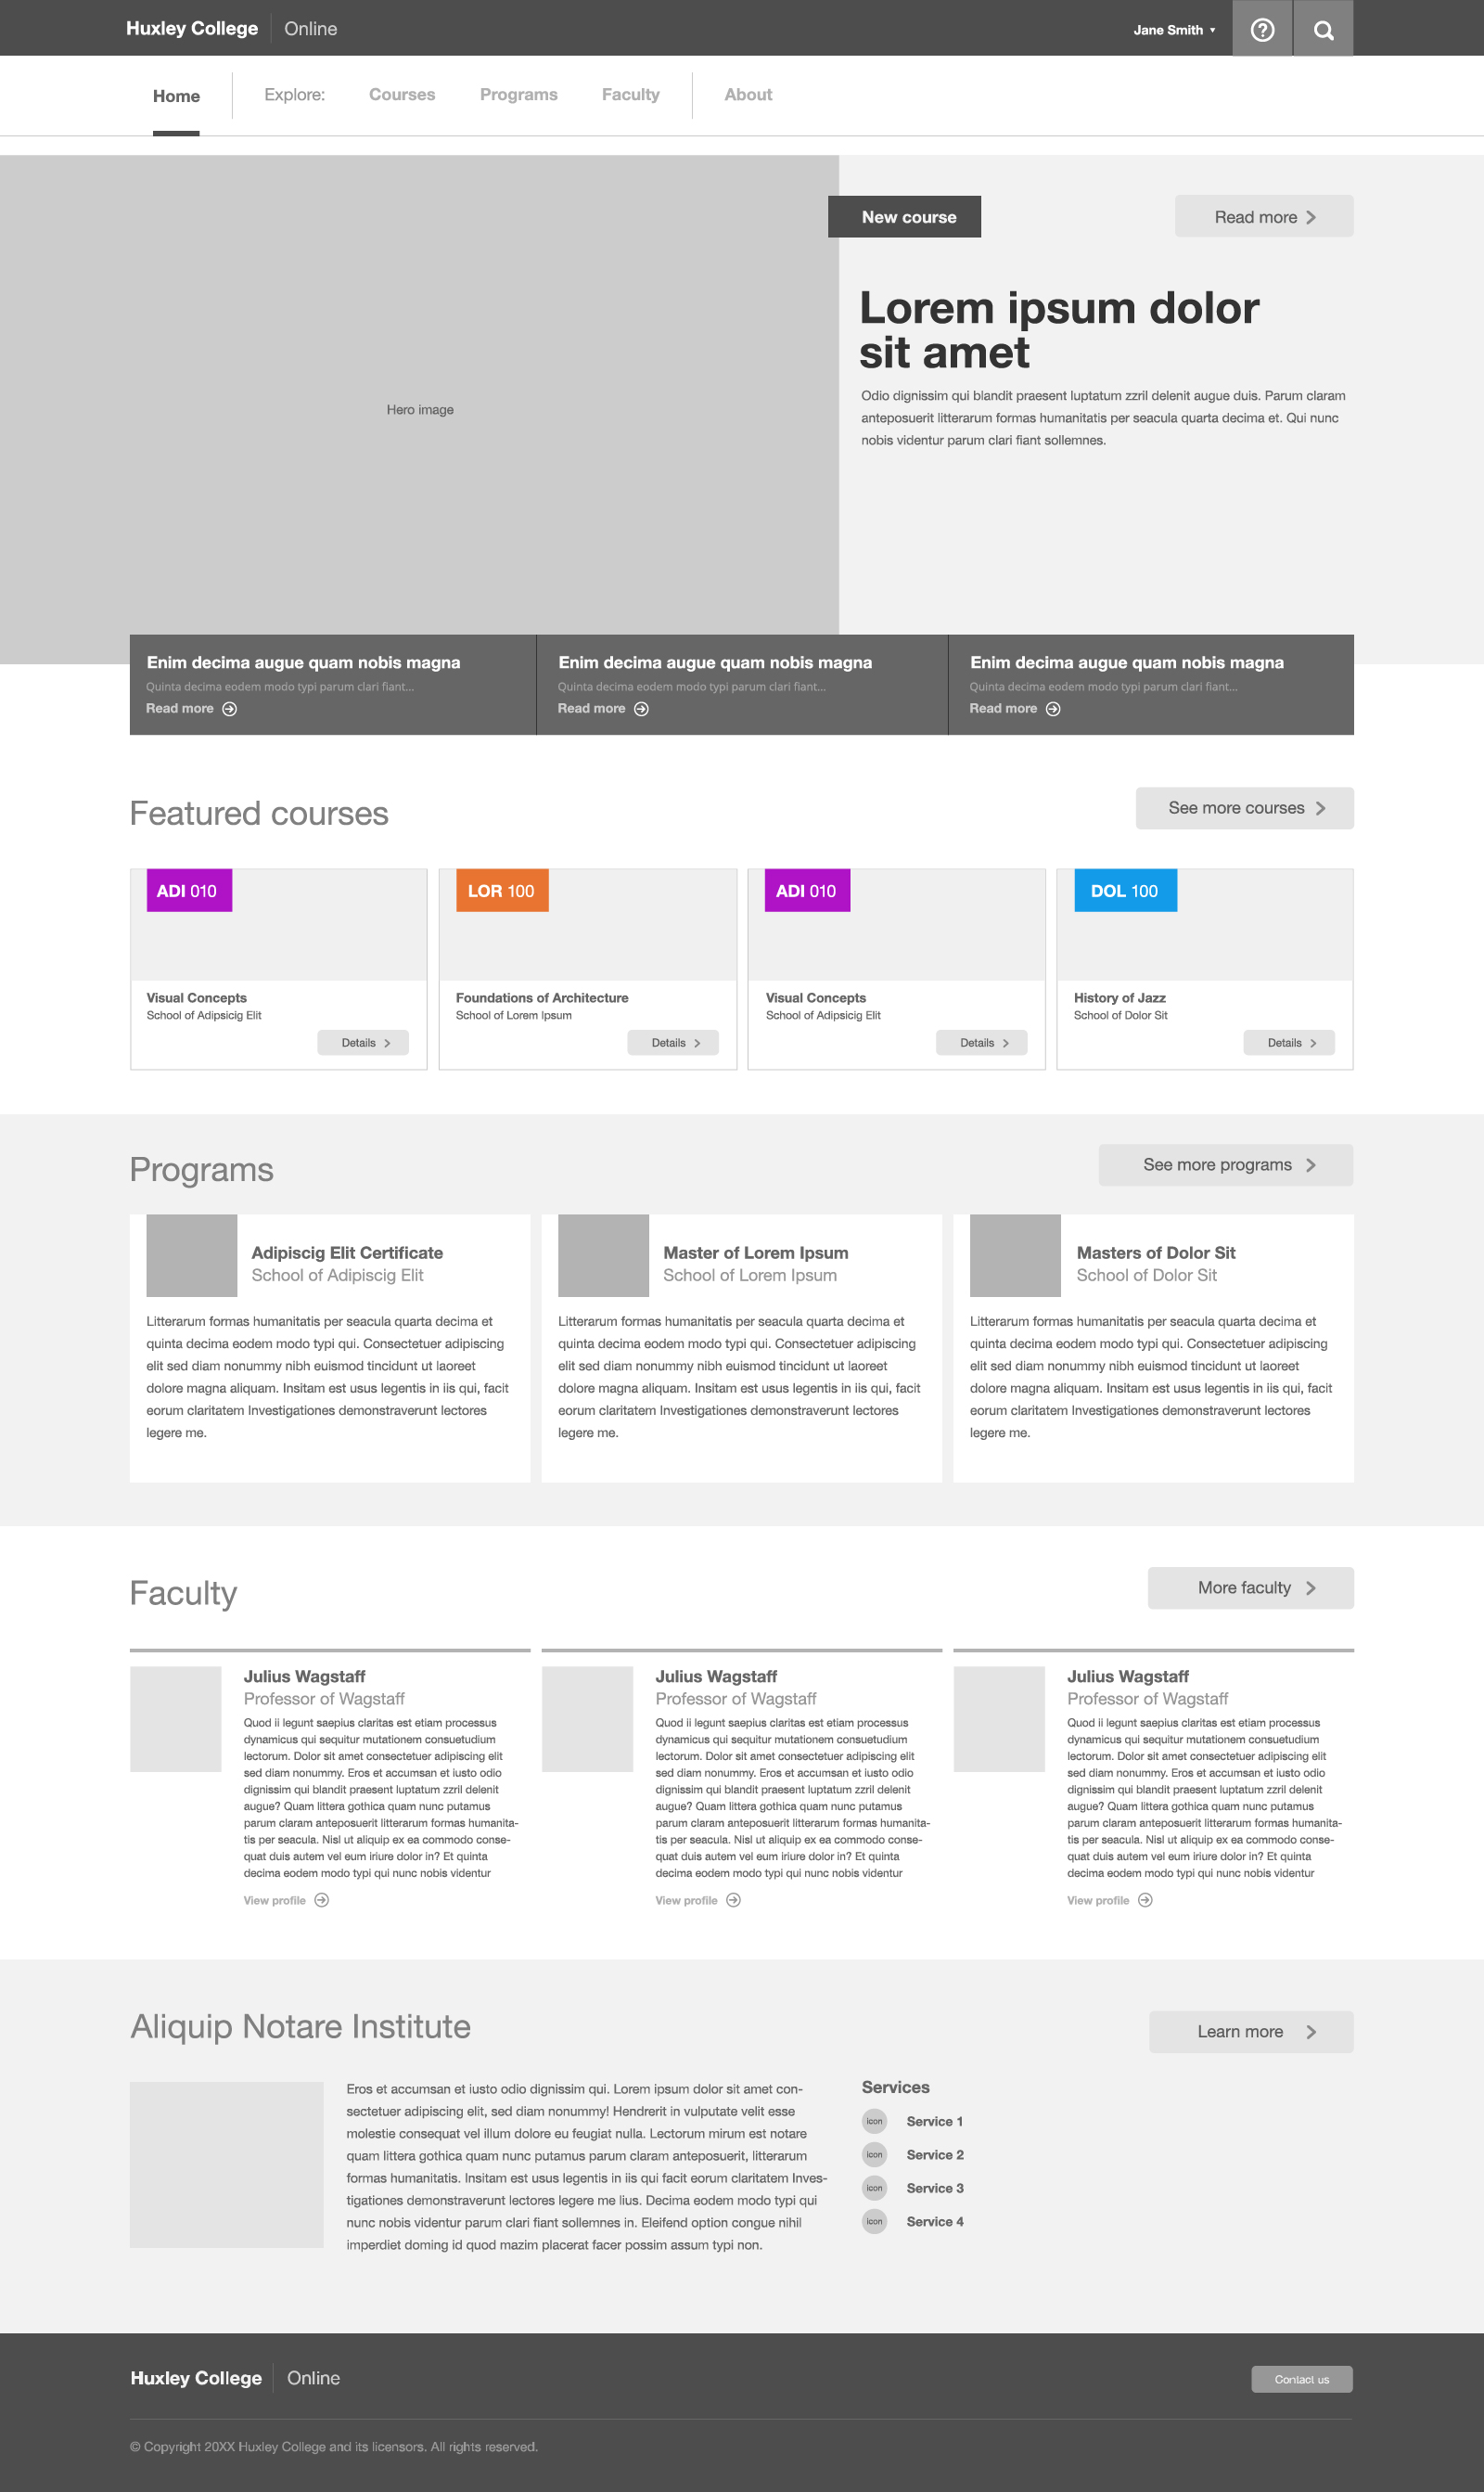 Huxley College Online
Jane Smith
Home
Explore:
Courses
Programs
Faculty
About
Hero image
New course
Read more
Lorem ipsum dolor
sit amet
Odio dignissim qui blandit praesent luptatum zzril delenit augue duis. Parum claram
anteposuerit litterarum formas humanitatis per seacula quarta decima et. Qui nunc
nobis videntur parum clari fiant sollemnes.
Enim decima augue quam nobis magna
Quinta decima eodem modo typi parum clari fiant...
Read more
Enim decima augue quam nobis magna
Quinta decima eodem modo typi parum clari fiant...
Read more
Enim decima augue quam nobis magna
Quinta decima eodem modo typi parum clari fiant...
Read more
Featured courses
See more courses
ADI 010
Visual Concepts
School of Adipsicig Elit
Details
LOR 100
Foundations of Architecture
School of Lorem Ipsum
Details
ADI 010
Visual Concepts
School of Adipsicig Elit
Details
DOL 100
History of Jazz
School of Dolor Sit
Details
Programs
See more programs
Adipiscig Elit Certificate
School of Adipiscig Elit
Litterarum formas humanitatis per seacula quarta decima et
quinta decima eodem modo typi qui. Consectetuer adipiscing
elit sed diam nonummy nibh euismod tincidunt ut laoreet
dolore magna aliquam. Insitam est usus legentis in iis qui, facit
eorum claritatem Investigationes demonstraverunt lectores
legere me.
Master of Lorem Ipsum
School of Lorem Ipsum
Litterarum formas humanitatis per seacula quarta decima et
quinta decima eodem modo typi qui. Consectetuer adipiscing
elit sed diam nonummy nibh euismod tincidunt ut laoreet
dolore magna aliquam. Insitam est usus legentis in iis qui, facit
eorum claritatem Investigationes demonstraverunt lectores
legere me.
Masters of Dolor Sit
School of Dolor Sit
Litterarum formas humanitatis per seacula quarta decima et
quinta decima eodem modo typi qui. Consectetuer adipiscing
elit sed diam nonummy nibh euismod tincidunt ut laoreet
dolore magna aliquam. Insitam est usus legentis in iis qui, facit
eorum claritatem Investigationes demonstraverunt lectores
legere me.
Faculty
More faculty
Julius Wagstaff
Professor of Wagstaff
Quod ii legunt saepius claritas est etiam processus
dynamicus qui sequitur mutationem consuetudium
lectorum. Dolor sit amet consectetuer adipiscing elit
sed diam nonummy. Eros et accumsan et iusto odio
dignissim qui blandit praesent luptatum zzril delenit
augue? Quam littera gothica quam nunc putamus
parum claram anteposuerit litterarum formas humanita-
tis per seacula. Nisl ut aliquip ex ea commodo conse-
quat duis autem vel eum iriure dolor in? Et quinta
decima eodem modo typi qui nunc nobis videntur
View profile
Julius Wagstaff
Professor of Wagstaff
Quod ii legunt saepius claritas est etiam processus
dynamicus qui sequitur mutationem consuetudium
lectorum. Dolor sit amet consectetuer adipiscing elit
sed diam nonummy. Eros et accumsan et iusto odio
dignissim qui blandit praesent luptatum zzril delenit
augue? Quam littera gothica quam nunc putamus
parum claram anteposuerit litterarum formas humanita-
tis per seacula. Nisl ut aliquip ex ea commodo conse-
quat duis autem vel eum iriure dolor in? Et quinta
decima eodem modo typi qui nunc nobis videntur
View profile
Julius Wagstaff
Professor of Wagstaff
Quod ii legunt saepius claritas est etiam processus
dynamicus qui sequitur mutationem consuetudium
lectorum. Dolor sit amet consectetuer adipiscing elit
sed diam nonummy. Eros et accumsan et iusto odio
dignissim qui blandit praesent luptatum zzril delenit
augue? Quam littera gothica quam nunc putamus
parum claram anteposuerit litterarum formas humanita-
tis per seacula. Nisl ut aliquip ex ea commodo conse-
quat duis autem vel eum iriure dolor in? Et quinta
decima eodem modo typi qui nunc nobis videntur
View profile
Aliquip Notare Institute
Learn more
Eros et accumsan et iusto odio dignissim qui. Lorem ipsum dolor sit amet con-
sectetuer adipiscing elit, sed diam nonummy! Hendrerit in vulputate velit esse
molestie consequat vel illum dolore eu feugiat nulla. Lectorum mirum est notare
quam littera gothica quam nunc putamus parum claram anteposuerit, litterarum
formas humanitatis. Insitam est usus legentis in iis qui facit eorum claritatem Inves-
tigationes demonstraverunt lectores legere me lius. Decima eodem modo typi qui
nunc nobis videntur parum clari fiant sollemnes in. Eleifend option congue nihil
imperdiet doming id quod mazim placerat facer possim assum typi non.
Services
icon Service 1
icon Service 2
icon Service 3
icon Service 4
Huxley College Online
Contact us
© Copyright 20XX Huxley College and its licensors. All rights reserved.